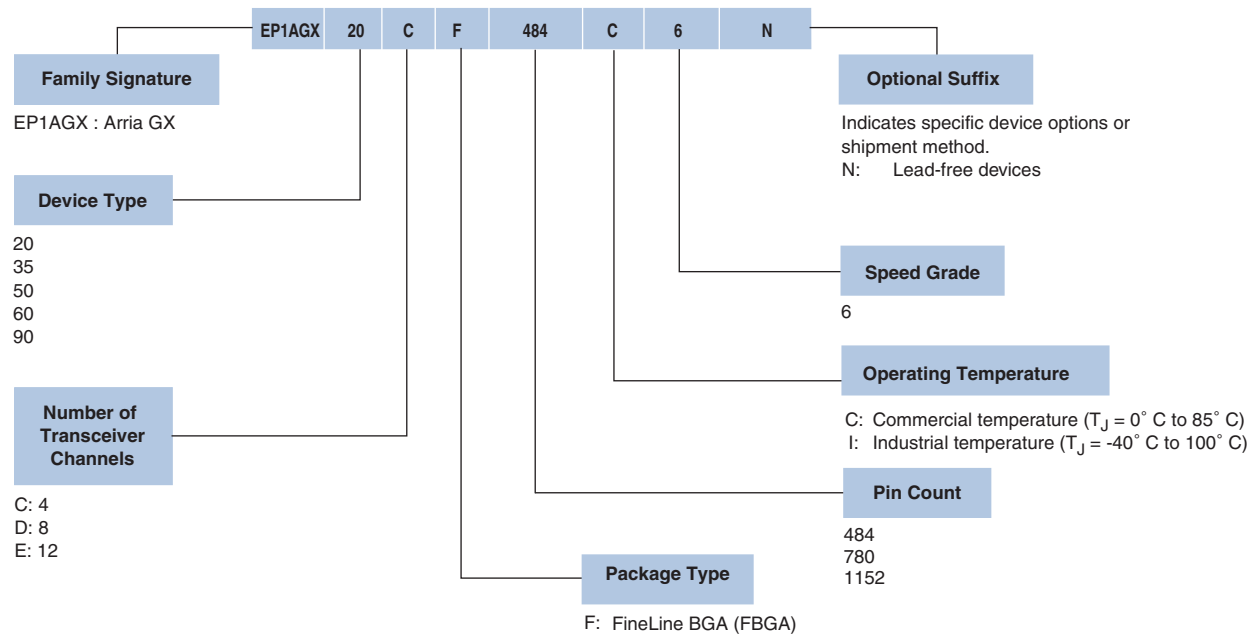 EP1AGX 20 C F 484 C 6 N
Family Signature
EP1AGX : Arria GX
Device Type
20
35
50
60
90
Number of
Transceiver
Channels
C: 4
D: 8
E: 12
Optional Suffix
Indicates specific device options or
shipment method.
N: Lead-free devices
Speed Grade
6
Operating Temperature
C: Commercial temperature (TJ = 0° C to 85° C)
I: Industrial temperature (TJ = -40° C to 100° C)
Pin Count
484
780
1152
Package Type
F: FineLine BGA (FBGA)